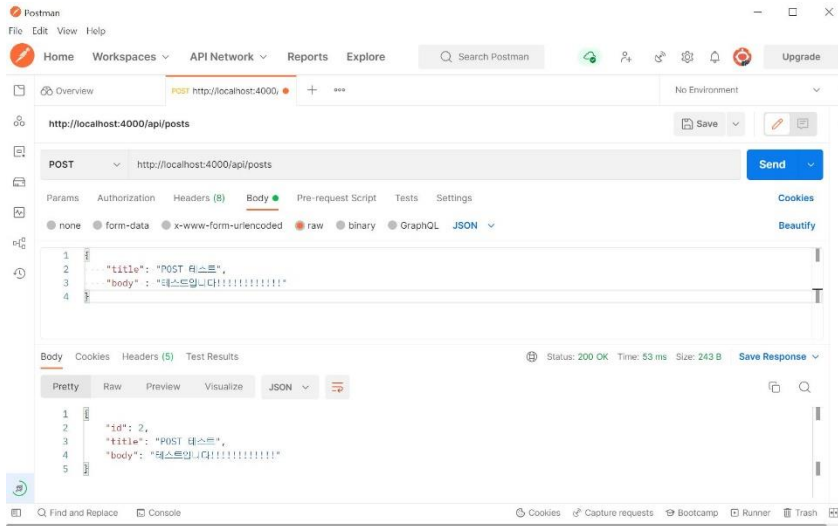 Postman
File Edit View Help
Home Workspaces API Network Reports Explore Search Postman Upgrade
Overview POST http://localhost:4000/ No Environment
http://localhost:4000/api/posts Save
POST http://localhost:4000/api/posts Send
Params Authorization Headers (8) Body Pre-request Script Tests Settings Cookies
none form-data x-www-form-urlencoded raw binary GraphQL JSON Beautify
1 {
2 "title": "POST 테스트",
3 "body" : "테스트입니다!!!!!!!!!!!!"
4 }
Body Cookies Headers (5) Test Results Status: 200 OK Time: 53 ms Size: 243 B Save Response
Pretty Raw Preview Visualize JSON
1 {
2 "id": 2,
3 "title": "POST 테스트",
4 "body": "테스트입니다!!!!!!!!!!!!"
5 }
Find and Replace Console Cookies Capture requests Bootcamp Runner Trash